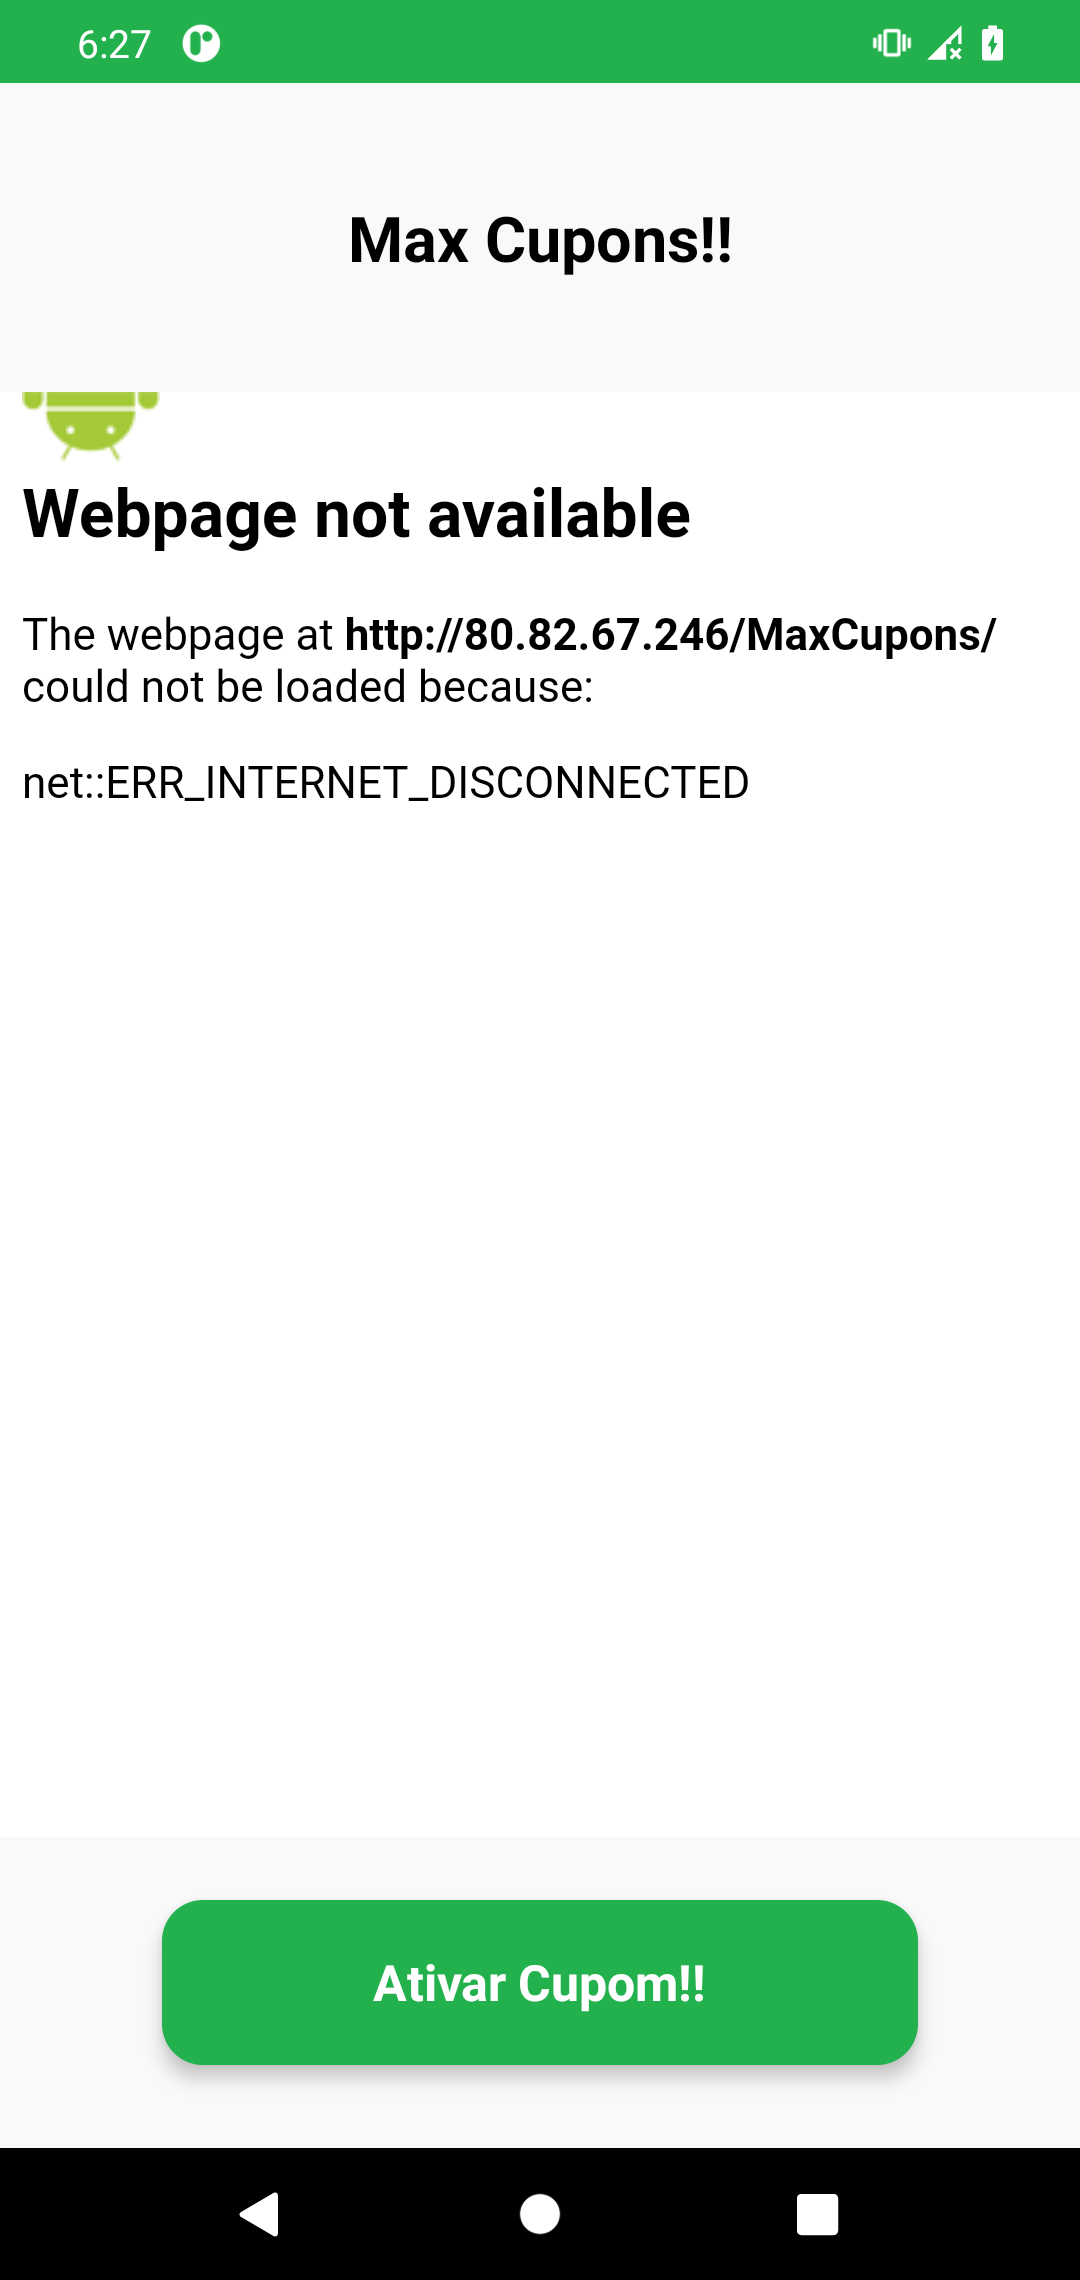 6:27
Max Cupons!!
Webpage not available
The webpage at http://80.82.67.246/MaxCupons/
could not be loaded because:
net::ERR_INTERNET_DISCONNECTED
Ativar Cupom!!